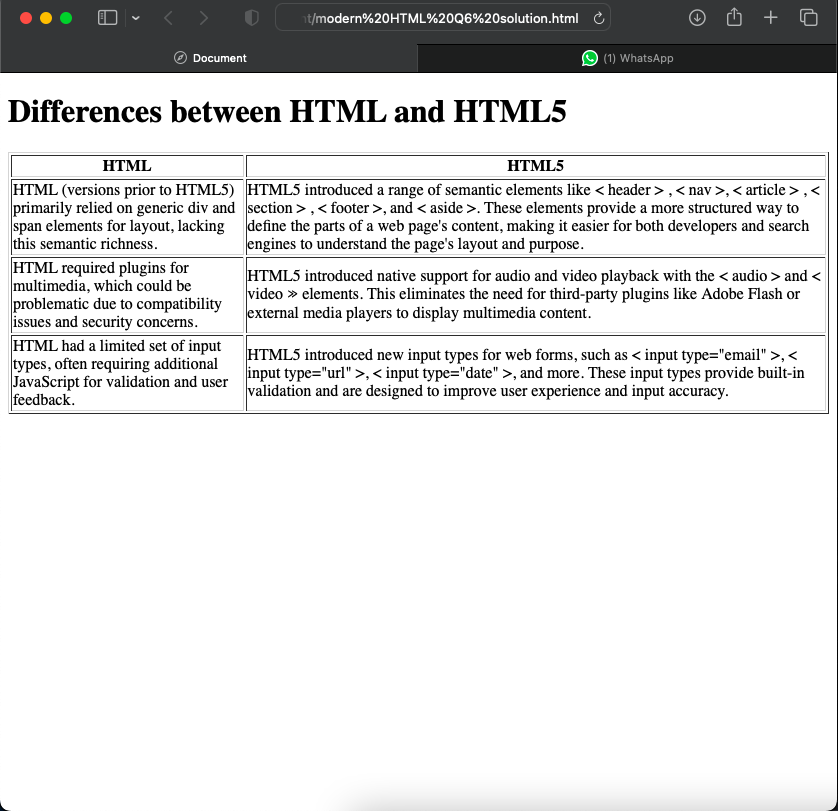 t/modern%20HTML%20Q6%20solution.html
Document
(1) WhatsApp
Differences between HTML and HTML5
HTML
HTML5
HTML (versions prior to HTML5)
primarily relied on generic div and
span elements for layout, lacking
this semantic richness.
HTML5 introduced a range of semantic elements like < header > , < nav >, < article > , <
section > , < footer >, and < aside >. These elements provide a more structured way to
define the parts of a web page's content, making it easier for both developers and search
engines to understand the page's layout and purpose.
HTML required plugins for
multimedia, which could be
problematic due to compatibility
issues and security concerns.
HTML5 introduced native support for audio and video playback with the < audio > and <
video ≫ elements. This eliminates the need for third-party plugins like Adobe Flash or
external media players to display multimedia content.
HTML had a limited set of input
types, often requiring additional
JavaScript for validation and user
feedback.
HTML5 introduced new input types for web forms, such as < input type="email" >, <
input type="url" >, < input type="date" >, and more. These input types provide built-in
validation and are designed to improve user experience and input accuracy.